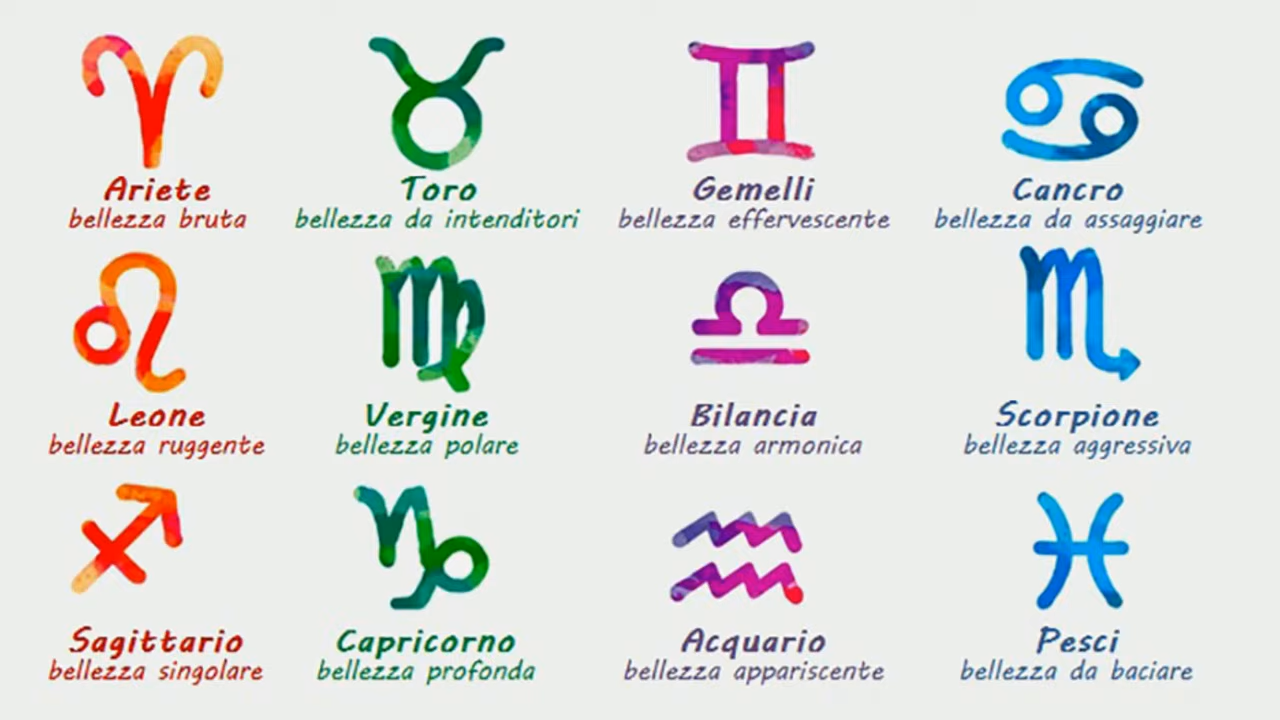 Ariete
bellezza bruta
Toro
bellezza da intenditori
Gemelli
bellezza effervescente
Cancro
bellezza da assaggiare
Leone
bellezza ruggente
Vergine
bellezza polare
Bilancia
bellezza armonica
Scorpione
bellezza aggressiva
Sagittario
bellezza singolare
Capricorno
bellezza profonda
Acquario
bellezza appariscente
Pesci
bellezza da baciare